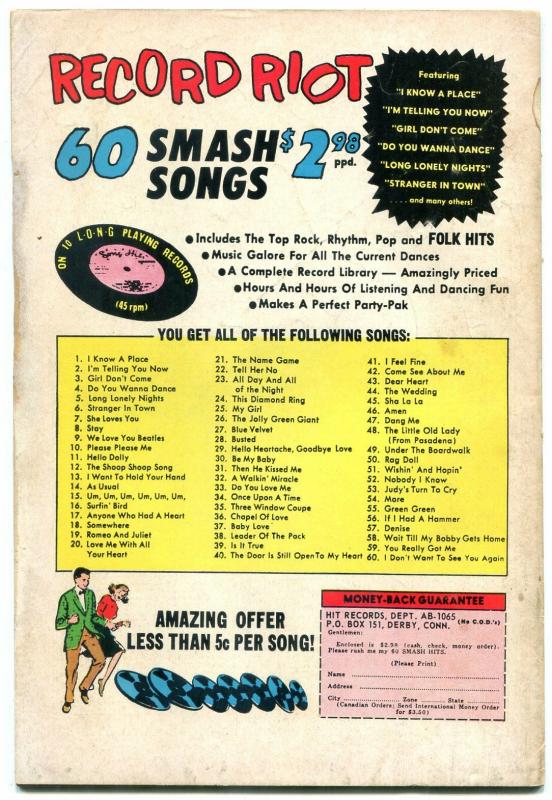 RECORD RIOT
60 SMASH SONGS $2.98 ppd.
Featuring
"I KNOW A PLACE"
"I'M TELLING YOU NOW"
"GIRL DON'T COME"
"DO YOU WANNA DANCE"
"LONG LONELY NIGHTS"
"STRANGER IN TOWN"
. . . . and many others!
ON 10 L-O-N-G PLAYING RECORDS
(45 rpm)
Includes The Top Rock, Rhythm, Pop and FOLK HITS
Music Galore For All The Current Dances
A Complete Record Library — Amazingly Priced
Hours And Hours Of Listening And Dancing Fun
Makes A Perfect Party-Pak
YOU GET ALL OF THE FOLLOWING SONGS:
1. I Know A Place
2. I'm Telling You Now
3. Girl Don't Come
4. Do You Wanna Dance
5. Long Lonely Nights
6. Stranger In Town
7. She Loves You
8. Stay
9. We Love You Beatles
10. Please Please Me
11. Hello Dolly
12. The Shoop Shoop Song
13. I Want To Hold Your Hand
14. As Usual
15. Um, Um, Um, Um, Um, Um,
16. Surfin' Bird
17. Anyone Who Had A Heart
18. Somewhere
19. Romeo And Juliet
20. Love Me With All
Your Heart
21. The Name Game
22. Tell Her No
23. All Day And All
of the Night
24. This Diamond Ring
25. My Girl
26. The Jolly Green Giant
27. Blue Velvet
28. Busted
29. Hello Heartache, Goodbye Love
30. Be My Baby
31. Then He Kissed Me
32. A Walkin' Miracle
33. Do You Love Me
34. Once Upon A Time
35. Three Window Coupe
36. Chapel Of Love
37. Baby Love
38. Leader Of The Pack
39. Is It True
40. The Door Is Still Open To My Heart
41. I Feel Fine
42. Come See About Me
43. Dear Heart
44. The Wedding
45. Sha La La
46. Amen
47. Dang Me
48. The Little Old Lady
(From Pasadena)
49. Under The Boardwalk
50. Rag Doll
51. Wishin' And Hopin'
52. Nobody I Know
53. Judy's Turn To Cry
54. More
55. Green Green
56. If I Had A Hammer
57. Denise
58. Wait Till My Bobby Gets Home
59. You Really Got Me
60. I Don't Want To See You Again
AMAZING OFFER
LESS THAN 5c PER SONG!
MONEY-BACK GUARANTEE
HIT RECORDS, DEPT. AB-1065 (No C.O.D.'s)
P.O. BOX 151, DERBY, CONN.
Gentlemen:
Enclosed is $2.98 (cash, check, money order).
Please rush me my 60 SMASH HITS.
(Please Print)
Name
Address
City Zone State
(Canadian Orders; Send International Money Order
for $3.50)